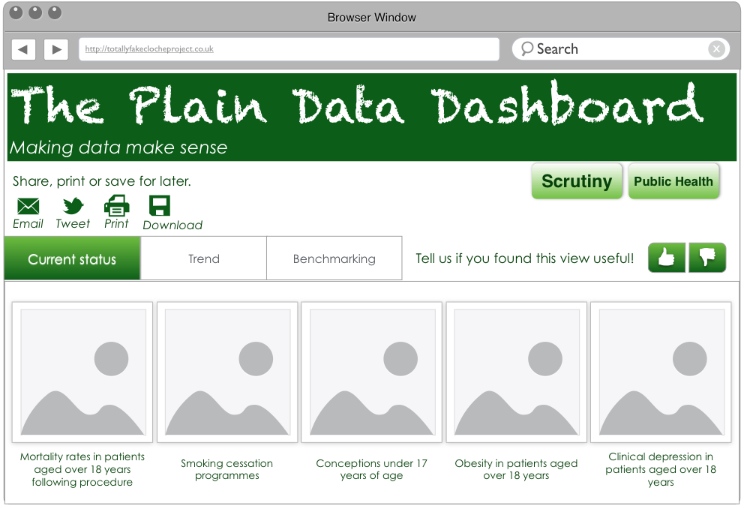 Browser Window
http://totallyfakeclocheproject.co.uk
Search
The Plain Data Dashboard
Making data make sense
Share, print or save for later.
Scrutiny
Public Health
Email
Tweet
Print
Download
Current status
Trend
Benchmarking
Tell us if you found this view useful!
Mortality rates in patients
aged over 18 years
following procedure
Smoking cessation
programmes
Conceptions under 17
years of age
Obesity in patients aged
over 18 years
Clinical depression in
patients aged over 18
years